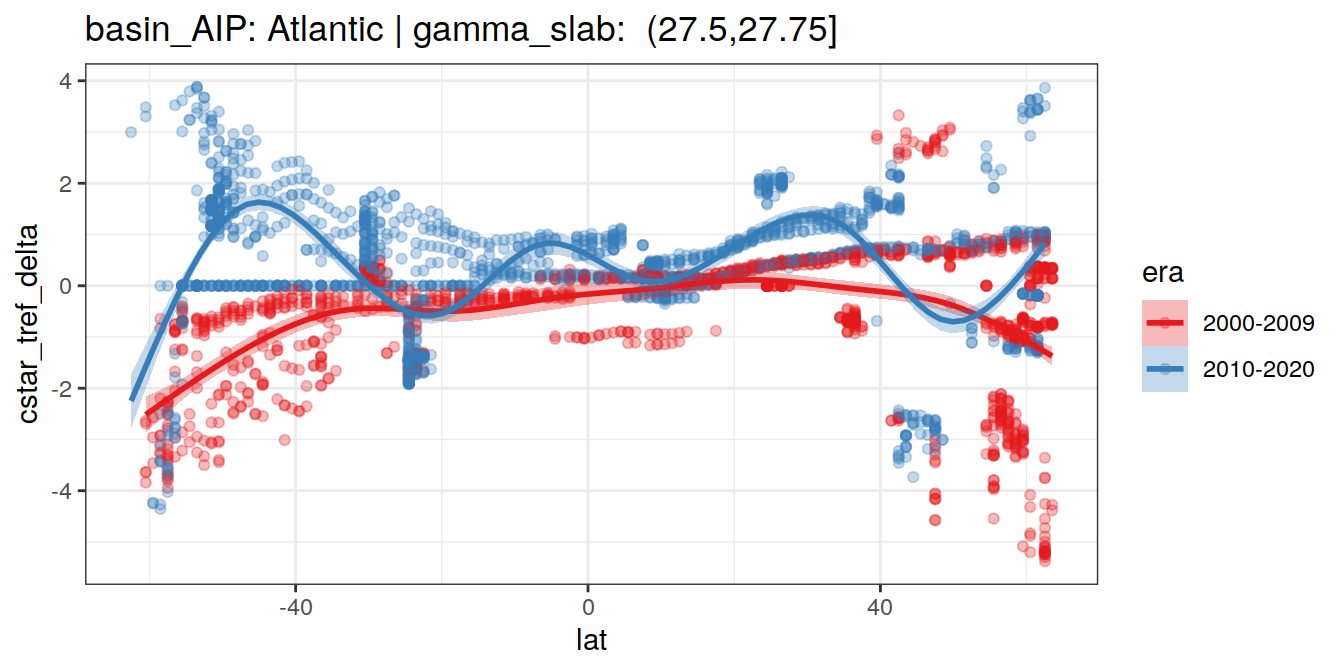 basin_AIP: Atlantic | gamma_slab:  (27.5,27.75]
cstar_tref_delta
4
2
0
-2
-4
-40
0
40
lat
era
2000-2009
2010-2020